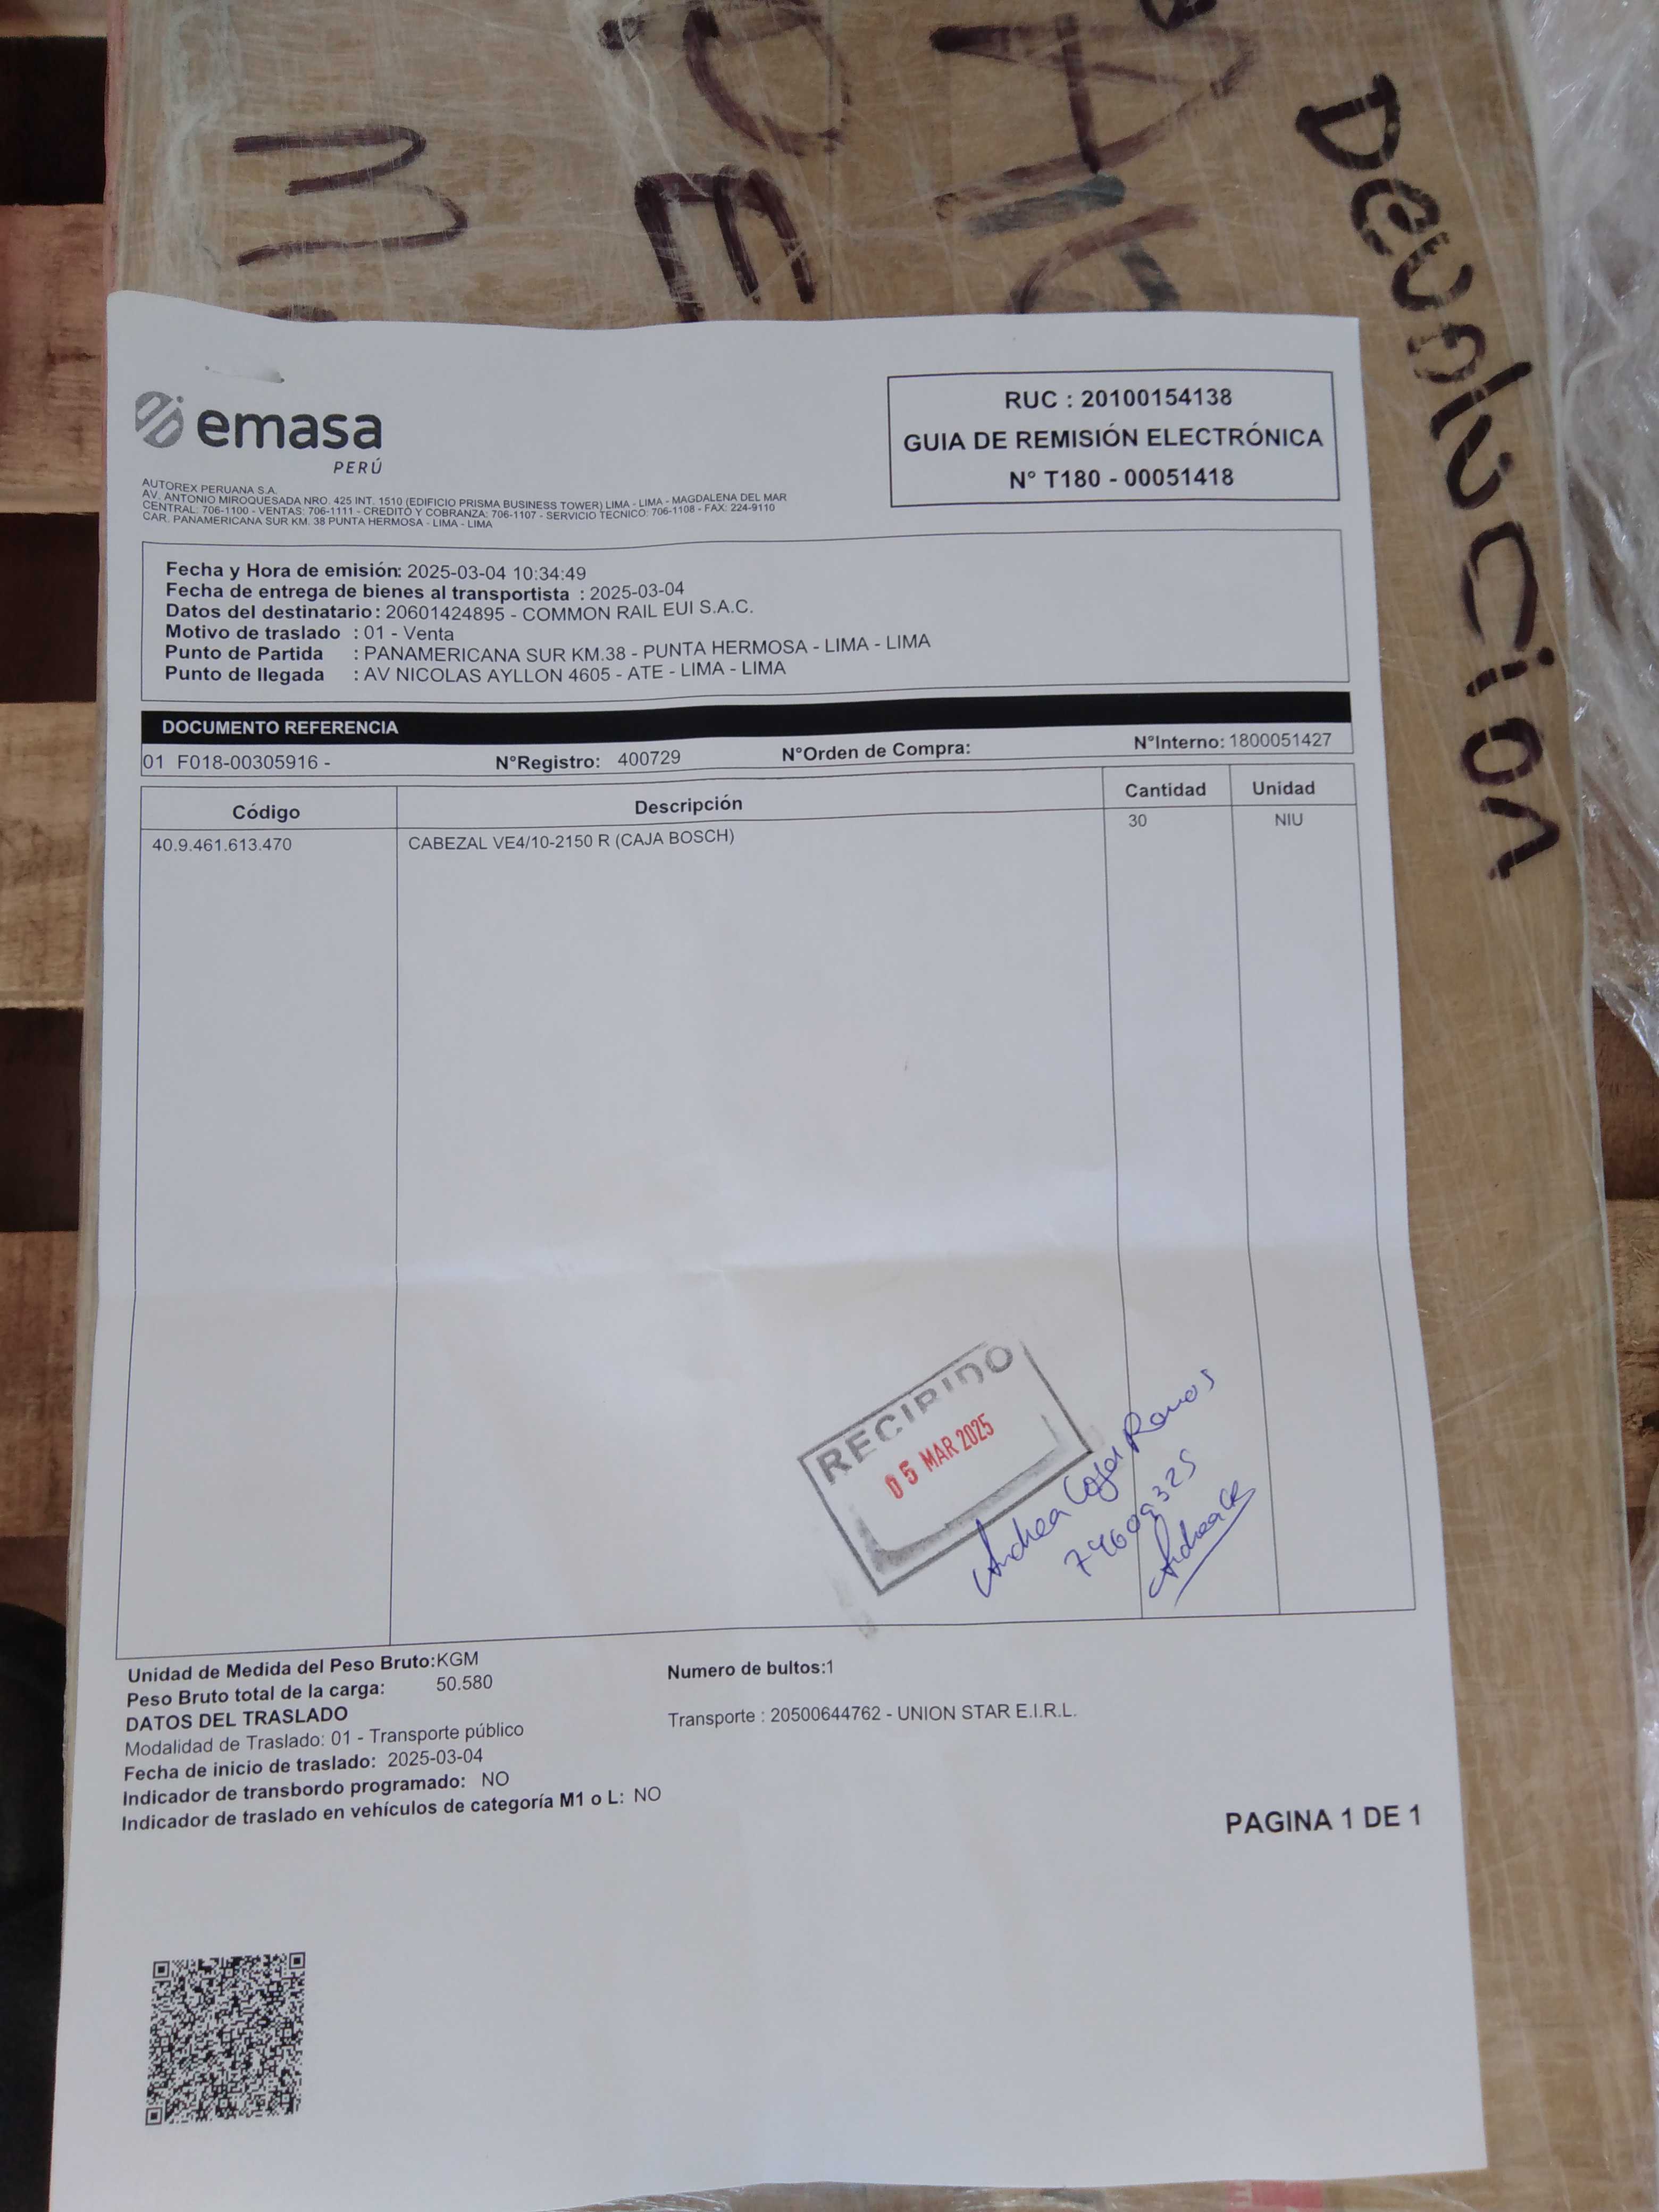 Devolucion
emasa
PERÚ
RUC : 20100154138
GUIA DE REMISIÓN ELECTRÓNICA
N° T180 - 00051418
AUTOREX PERUANA S.A.
AV. ANTONIO MIROQUESADA NRO. 425 INT. 1510 (EDIFICIO PRISMA BUSINESS TOWER) LIMA - LIMA - MAGDALENA DEL MAR
CENTRAL: 706-1100 - VENTAS: 706-1111 - CREDITO Y COBRANZA: 706-1107 - SERVICIO TECNICO: 706-1108 - FAX: 224-9110
CAR. PANAMERICANA SUR KM. 38 PUNTA HERMOSA - LIMA - LIMA
Fecha y Hora de emisión: 2025-03-04 10:34:49
Fecha de entrega de bienes al transportista : 2025-03-04
Datos del destinatario : 20601424895 - COMMON RAIL EUI S.A.C.
Motivo de traslado : 01 - Venta
Punto de Partida : PANAMERICANA SUR KM.38 - PUNTA HERMOSA - LIMA - LIMA
Punto de llegada : AV NICOLAS AYLLON 4605 - ATE - LIMA - LIMA
DOCUMENTO REFERENCIA
01 F018-00305916 - N°Registro: 400729 N°Orden de Compra: N°Interno: 1800051427
Código Descripción Cantidad Unidad
40.9.461.613.470 CABEZAL VE4/10-2150 R (CAJA BOSCH) 30 NIU
RECIBIDO
05 MAR 2025
Andrea Ramos
Unidad de Medida del Peso Bruto:KGM
Peso Bruto total de la carga: 50.580
Numero de bultos:1
DATOS DEL TRASLADO
Transporte : 20500644762 - UNION STAR E.I.R.L.
Modalidad de Traslado: 01 - Transporte público
Fecha de inicio de traslado: 2025-03-04
Indicador de transbordo programado: NO
Indicador de traslado en vehículos de categoría M1 o L: NO
PAGINA 1 DE 1